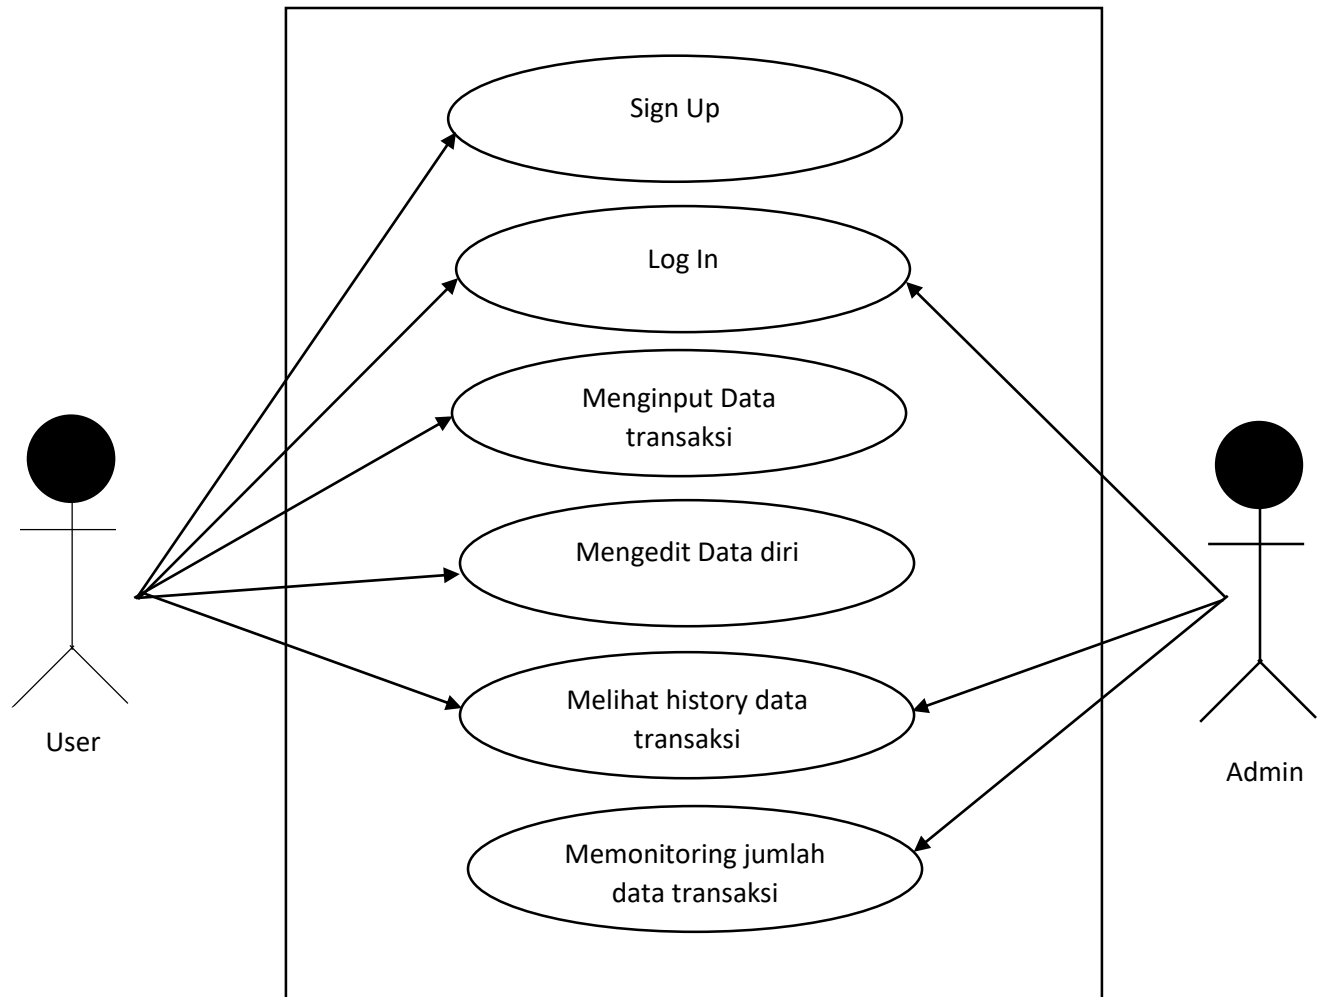 Sign Up
Log In
Menginput Data
transaksi
Mengedit Data diri
Melihat history data
transaksi
User
Admin
Memonitoring jumlah
data transaksi